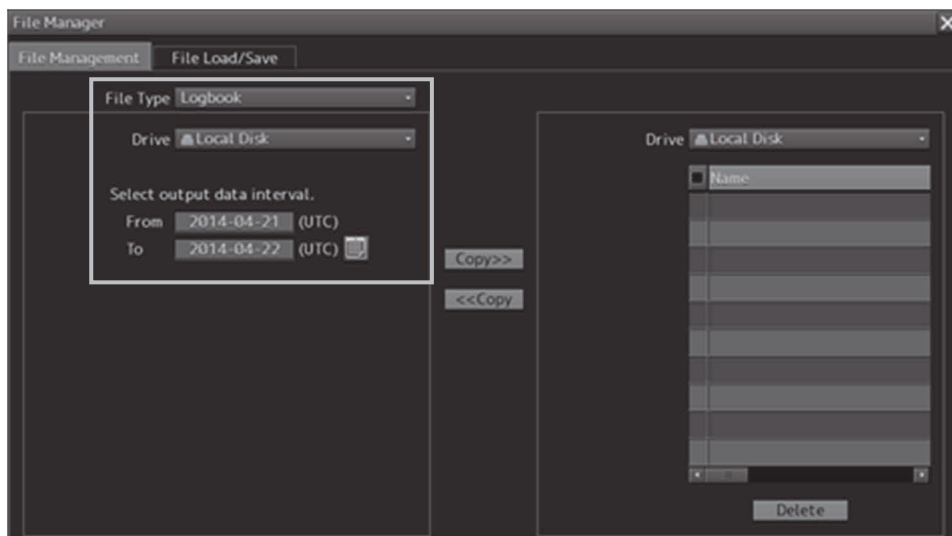 File Manager
File Management File Load/Save
File Type Logbook
Drive Local Disk
Select output data interval.
From 2014-04-21 (UTC)
To 2014-04-22 (UTC)
Copy>>
<<Copy
Drive Local Disk
Name
Delete